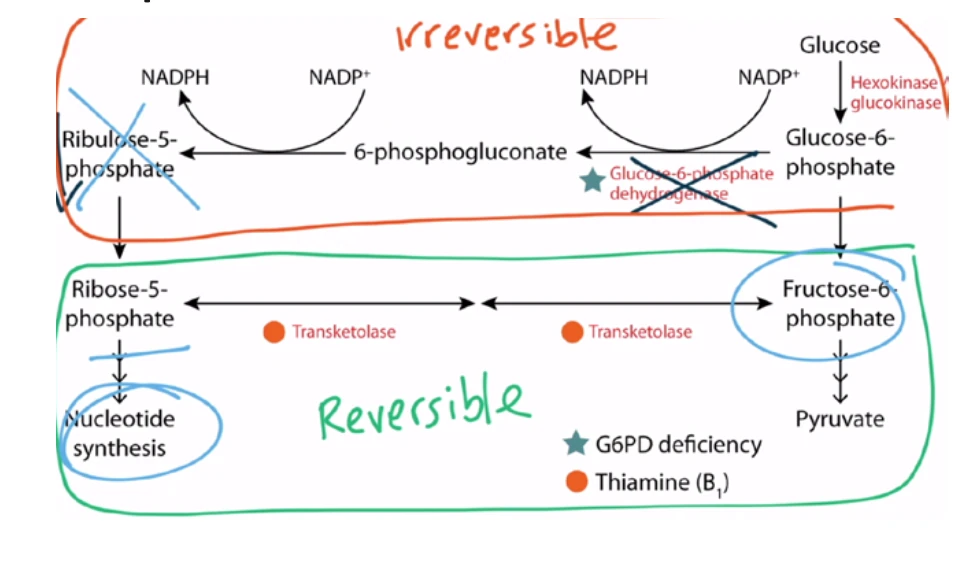 Irreversible
Glucose
NADPH
NADP⁺
NADPH
NADP⁺
Hexokinase
glucokinase
Ribulose-5-
phosphate
6-phosphogluconate
Glucose-6-phosphate
dehydrogenase
Glucose-6-
phosphate
Ribose-5-
phosphate
Transketolase
Transketolase
Fructose-6-
phosphate
Reversible
Nucleotide
synthesis
Pyruvate
G6PD deficiency
Thiamine (B₁)